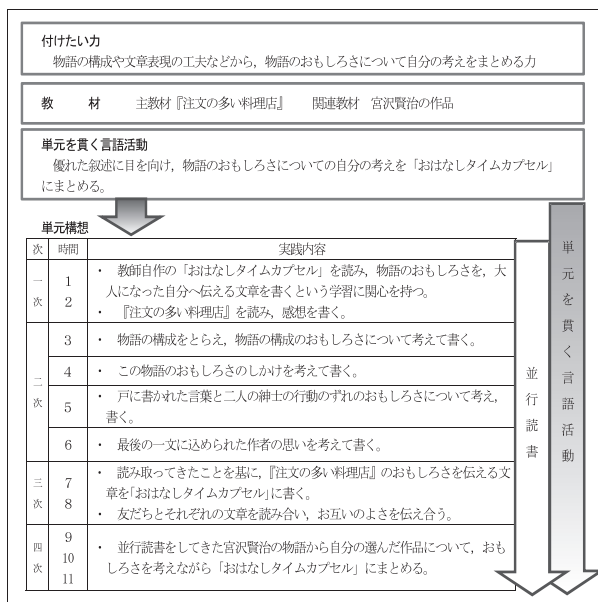 付けたい力
物語の構成や文章表現の工夫などから，物語のおもしろさについて自分の考えをまとめる力
教　　材　　主教材『注文の多い料理店』　　関連教材　宮沢賢治の作品
単元を貫く言語活動
優れた叙述に目を向け，物語のおもしろさについての自分の考えを「おはなしタイムカプセル」
にまとめる。
単元構想
次　時間　実践内容
一次
1
2
・　教師自作の「おはなしタイムカプセル」を読み，物語のおもしろさを，大
人になった自分へ伝える文章を書くという学習に関心を持つ。
・　『注文の多い料理店』を読み，感想を書く。
二次
3
・　物語の構成をとらえ，物語の構成のおもしろさについて考えて書く。
4
・　この物語のおもしろさのしかけを考えて書く。
5
・　戸に書かれた言葉と二人の紳士の行動のずれのおもしろさについて考え，
書く。
6
・　最後の一文に込められた作者の思いを考えて書く。
三次
7
8
・　読み取ってきたことを基に，『注文の多い料理店』のおもしろさを伝える文
章を「おはなしタイムカプセル」に書く。
・　友だちとそれぞれの文章を読み合い，お互いのよさを伝え合う。
四次
9
10
11
・　並行読書をしてきた宮沢賢治の物語から自分の選んだ作品について，おも
しろさを考えながら「おはなしタイムカプセル」にまとめる。
並行読書
単元を貫く言語活動